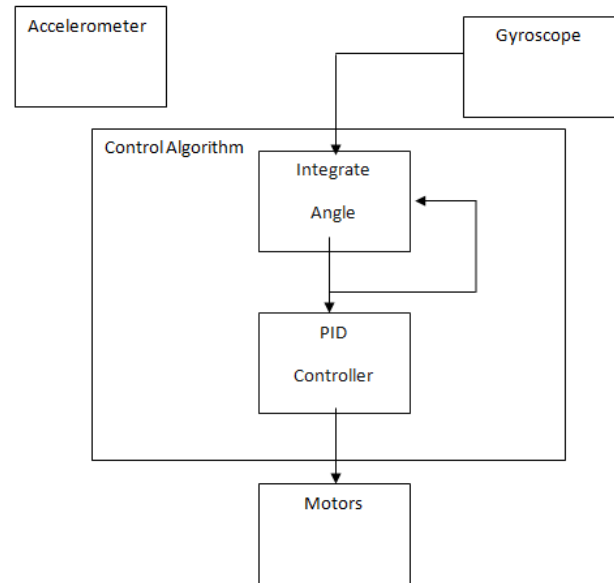 Accelerometer
Gyroscope
Control Algorithm
Integrate
Angle
PID
Controller
Motors